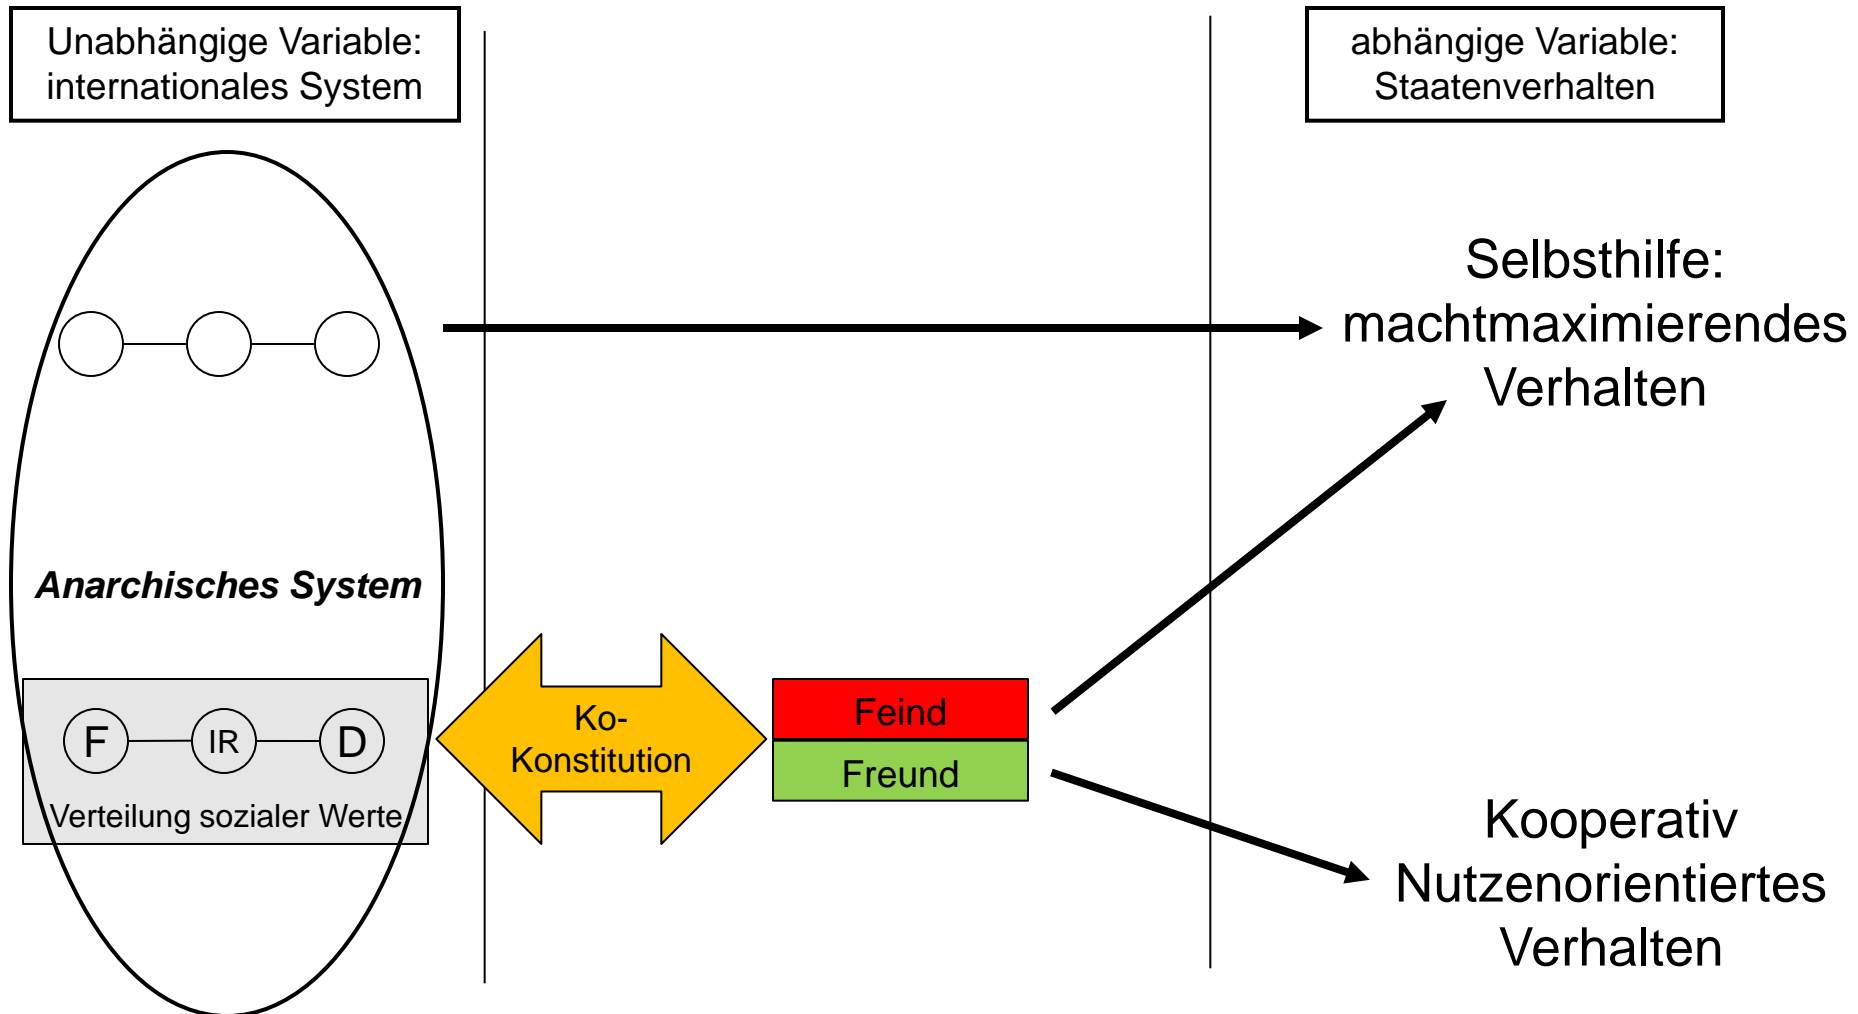 Unabhängige Variable:
internationales System
abhängige Variable:
Staatenverhalten
Selbsthilfe:
machtmaximierendes
Verhalten
Anarchisches System
F
IR
D
Verteilung sozialer Werte
Ko-
Konstitution
Feind
Freund
Kooperativ
Nutzenorientiertes
Verhalten